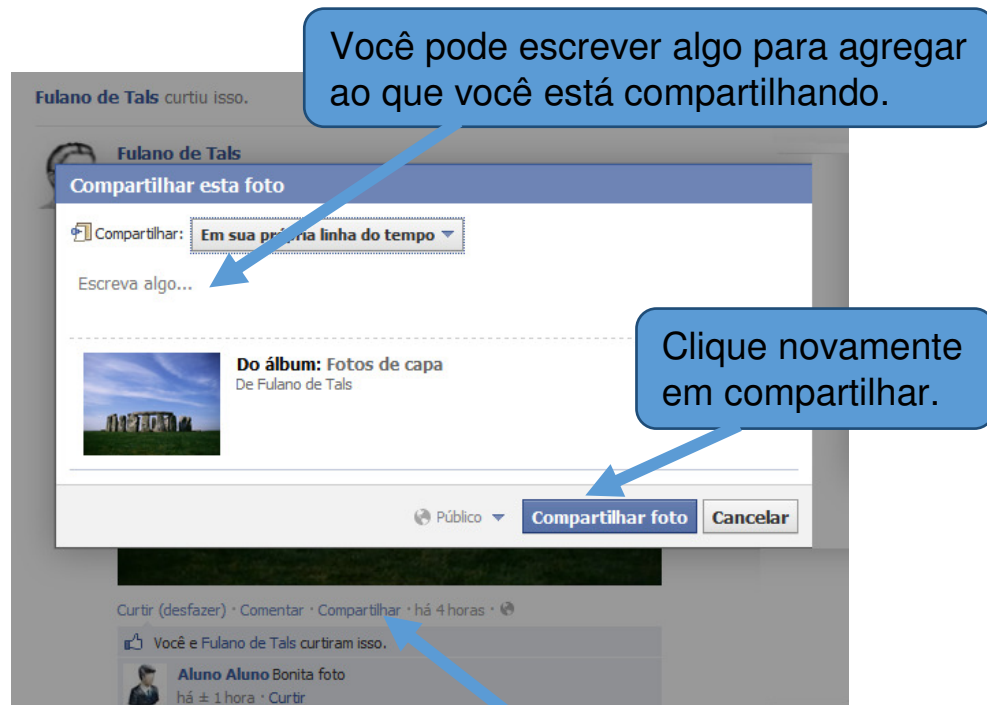 Você pode escrever algo para agregar
ao que você está compartilhando.
Fulano de Tals curtiu isso.
Fulano de Tals
Compartilhar esta foto
Compartilhar: Em sua própria linha do tempo
Escreva algo...
Do álbum: Fotos de capa
De Fulano de Tals
Clique novamente
em compartilhar.
Público Compartilhar foto Cancelar
Curtir (desfazer) · Comentar · Compartilhar · há 4 horas ·
Você e Fulano de Tals curtiram isso.
Aluno Aluno Bonita foto
há ± 1 hora · Curtir